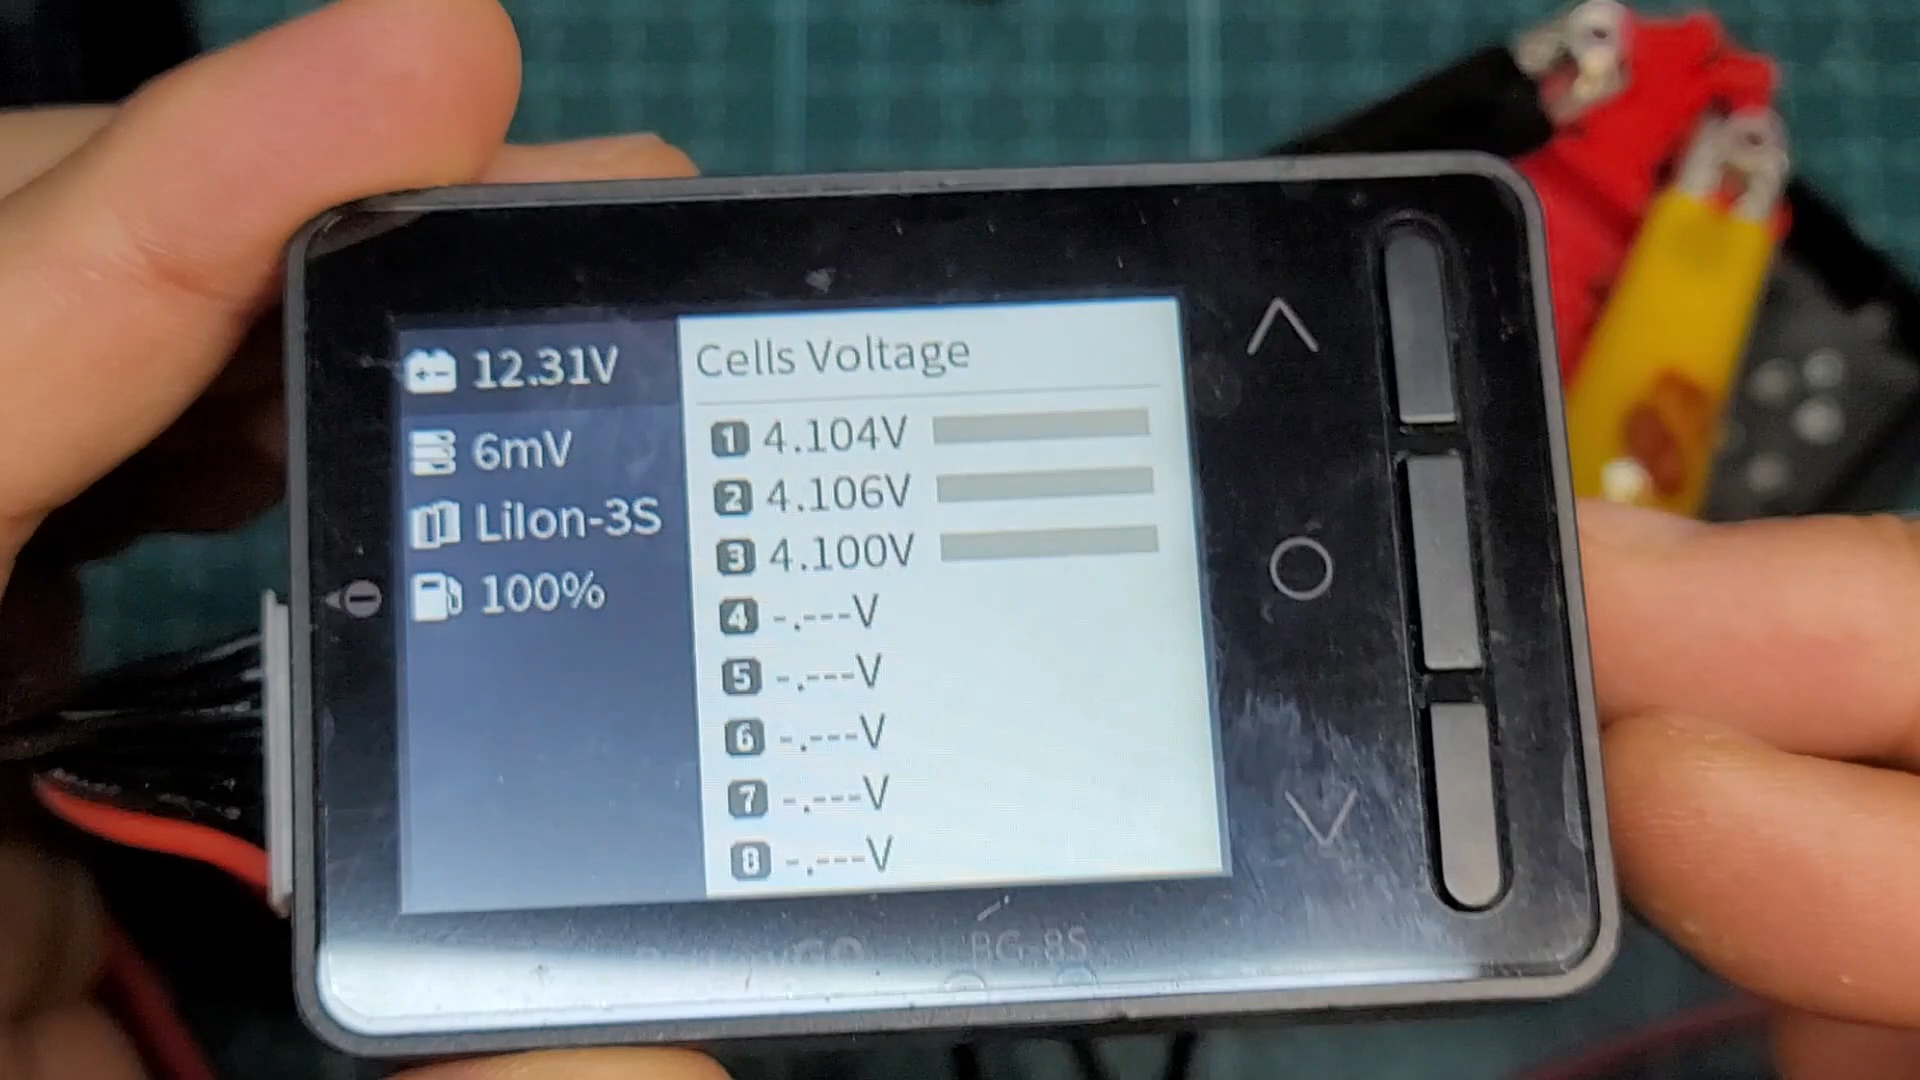 12.31V
6mV
LiIon-3S
100%
Cells Voltage
1 4.104V
2 4.106V
3 4.100V
4 -.---V
5 -.---V
6 -.---V
7 -.---V
8 -.---V
BG-8S